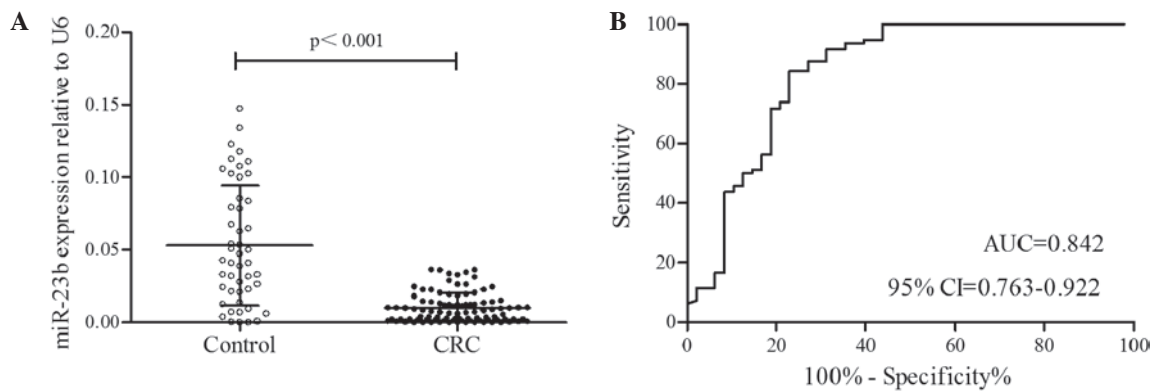 A
miR-23b expression relative to U6
0.20
0.15
0.10
0.05
0.00
p< 0.001
Control
CRC
B
Sensitivity
100
80
60
40
20
0
AUC=0.842
95% CI=0.763-0.922
0
20
40
60
80
100
100% - Specificity%